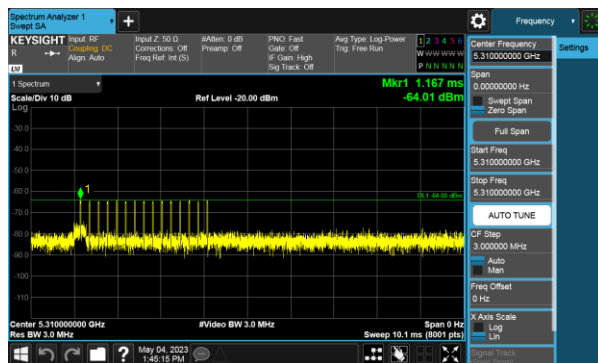 Spectrum Analyzer 1
Swept SA
Frequency
KEYSIGHT
Input: RF
Input Z: 50 Ω
#Atten: 0 dB
PNO: Fast
Avg Type: Log-Power
1 2 3 4 5 6
R
Coupling: DC
Corrections: Off
Preamp: Off
Gate: Off
Trig: Free Run
W W W W W W
Align: Auto
Freq Ref: Int (S)
IF Gain: High
P N N N N N
Sig Track: Off
Center Frequency
5.310000000 GHz
Settings
Span
0.00000000 Hz
Swept Span
Zero Span
Full Span
Start Freq
5.310000000 GHz
Stop Freq
5.310000000 GHz
AUTO TUNE
CF Step
3.000000 MHz
Auto
Man
Freq Offset
0 Hz
X Axis Scale
Log
Lin
Signal Track
1 Spectrum
Mkr1 1.167 ms
Scale/Div 10 dB
Ref Level -20.00 dBm
-64.01 dBm
Log
-30.0
-40.0
-50.0
1
DL1 -64.00 dBm
-60.0
-70.0
-80.0
-90.0
-100
-110
Center 5.310000000 GHz
#Video BW 3.0 MHz
Span 0 Hz
Res BW 3.0 MHz
Sweep 10.1 ms (8001 pts)
?
May 04, 2023
1:45:15 PM